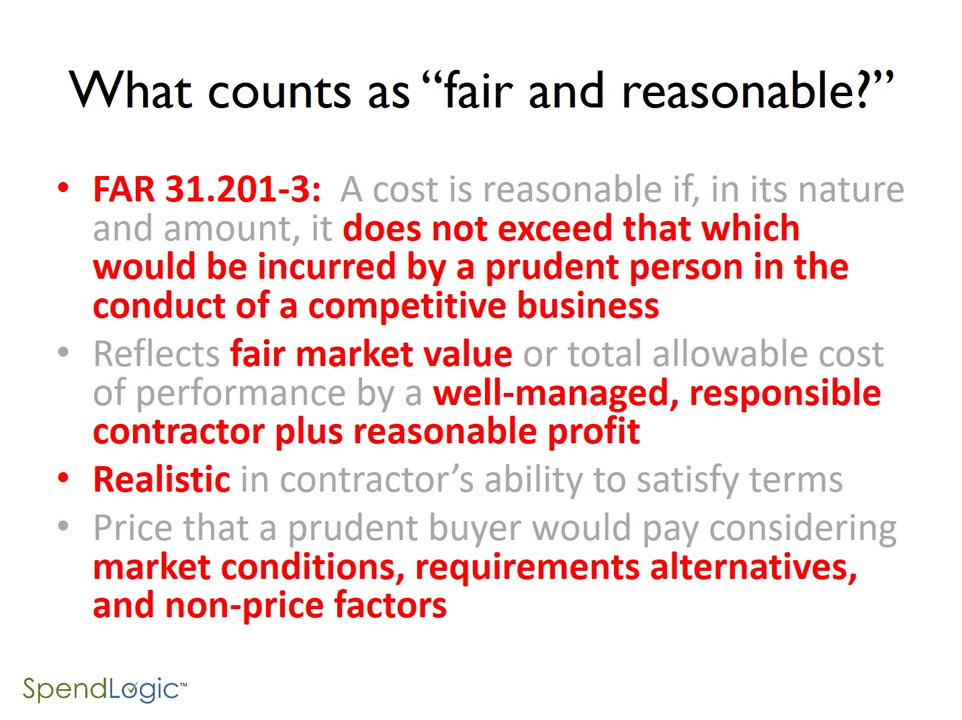 What counts as “fair and reasonable?”
• FAR 31.201-3: A cost is reasonable if, in its nature
and amount, it does not exceed that which
would be incurred by a prudent person in the
conduct of a competitive business
• Reflects fair market value or total allowable cost
of performance by a well-managed, responsible
contractor plus reasonable profit
• Realistic in contractor’s ability to satisfy terms
• Price that a prudent buyer would pay considering
market conditions, requirements alternatives,
and non-price factors
SpendLogic™